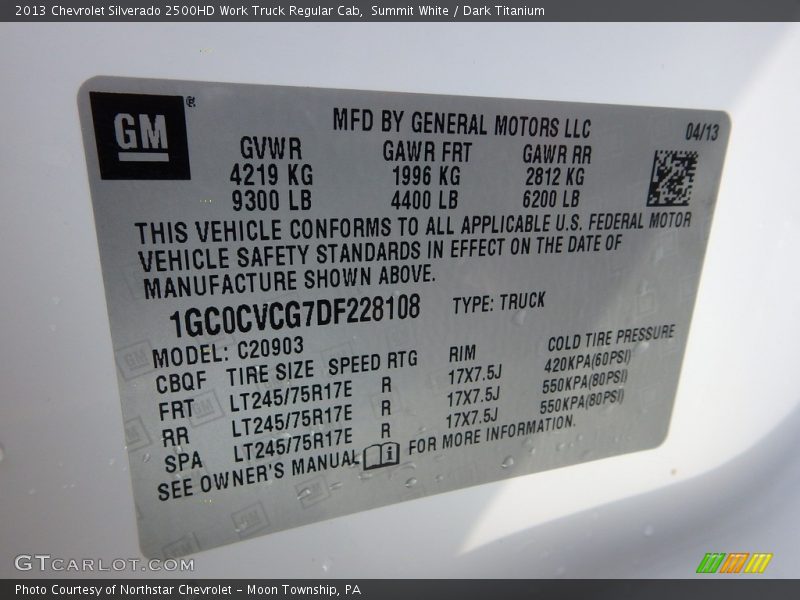 2013 Chevrolet Silverado 2500HD Work Truck Regular Cab, Summit White / Dark Titanium
GM ®
MFD BY GENERAL MOTORS LLC 04/13
GVWR GAWR FRT GAWR RR
4219 KG 1996 KG 2812 KG
9300 LB 4400 LB 6200 LB
THIS VEHICLE CONFORMS TO ALL APPLICABLE U.S. FEDERAL MOTOR
VEHICLE SAFETY STANDARDS IN EFFECT ON THE DATE OF
MANUFACTURE SHOWN ABOVE.
1GC0CVCG7DF228108 TYPE: TRUCK
MODEL: C20903
CBQF TIRE SIZE SPEED RTG RIM COLD TIRE PRESSURE
FRT LT245/75R17E R 17X7.5J 420KPA(60PSI)
RR LT245/75R17E R 17X7.5J 550KPA(80PSI)
SPA LT245/75R17E R 17X7.5J 550KPA(80PSI)
SEE OWNER'S MANUAL i FOR MORE INFORMATION.
GTCARLOT.COM
Photo Courtesy of Northstar Chevrolet - Moon Township, PA